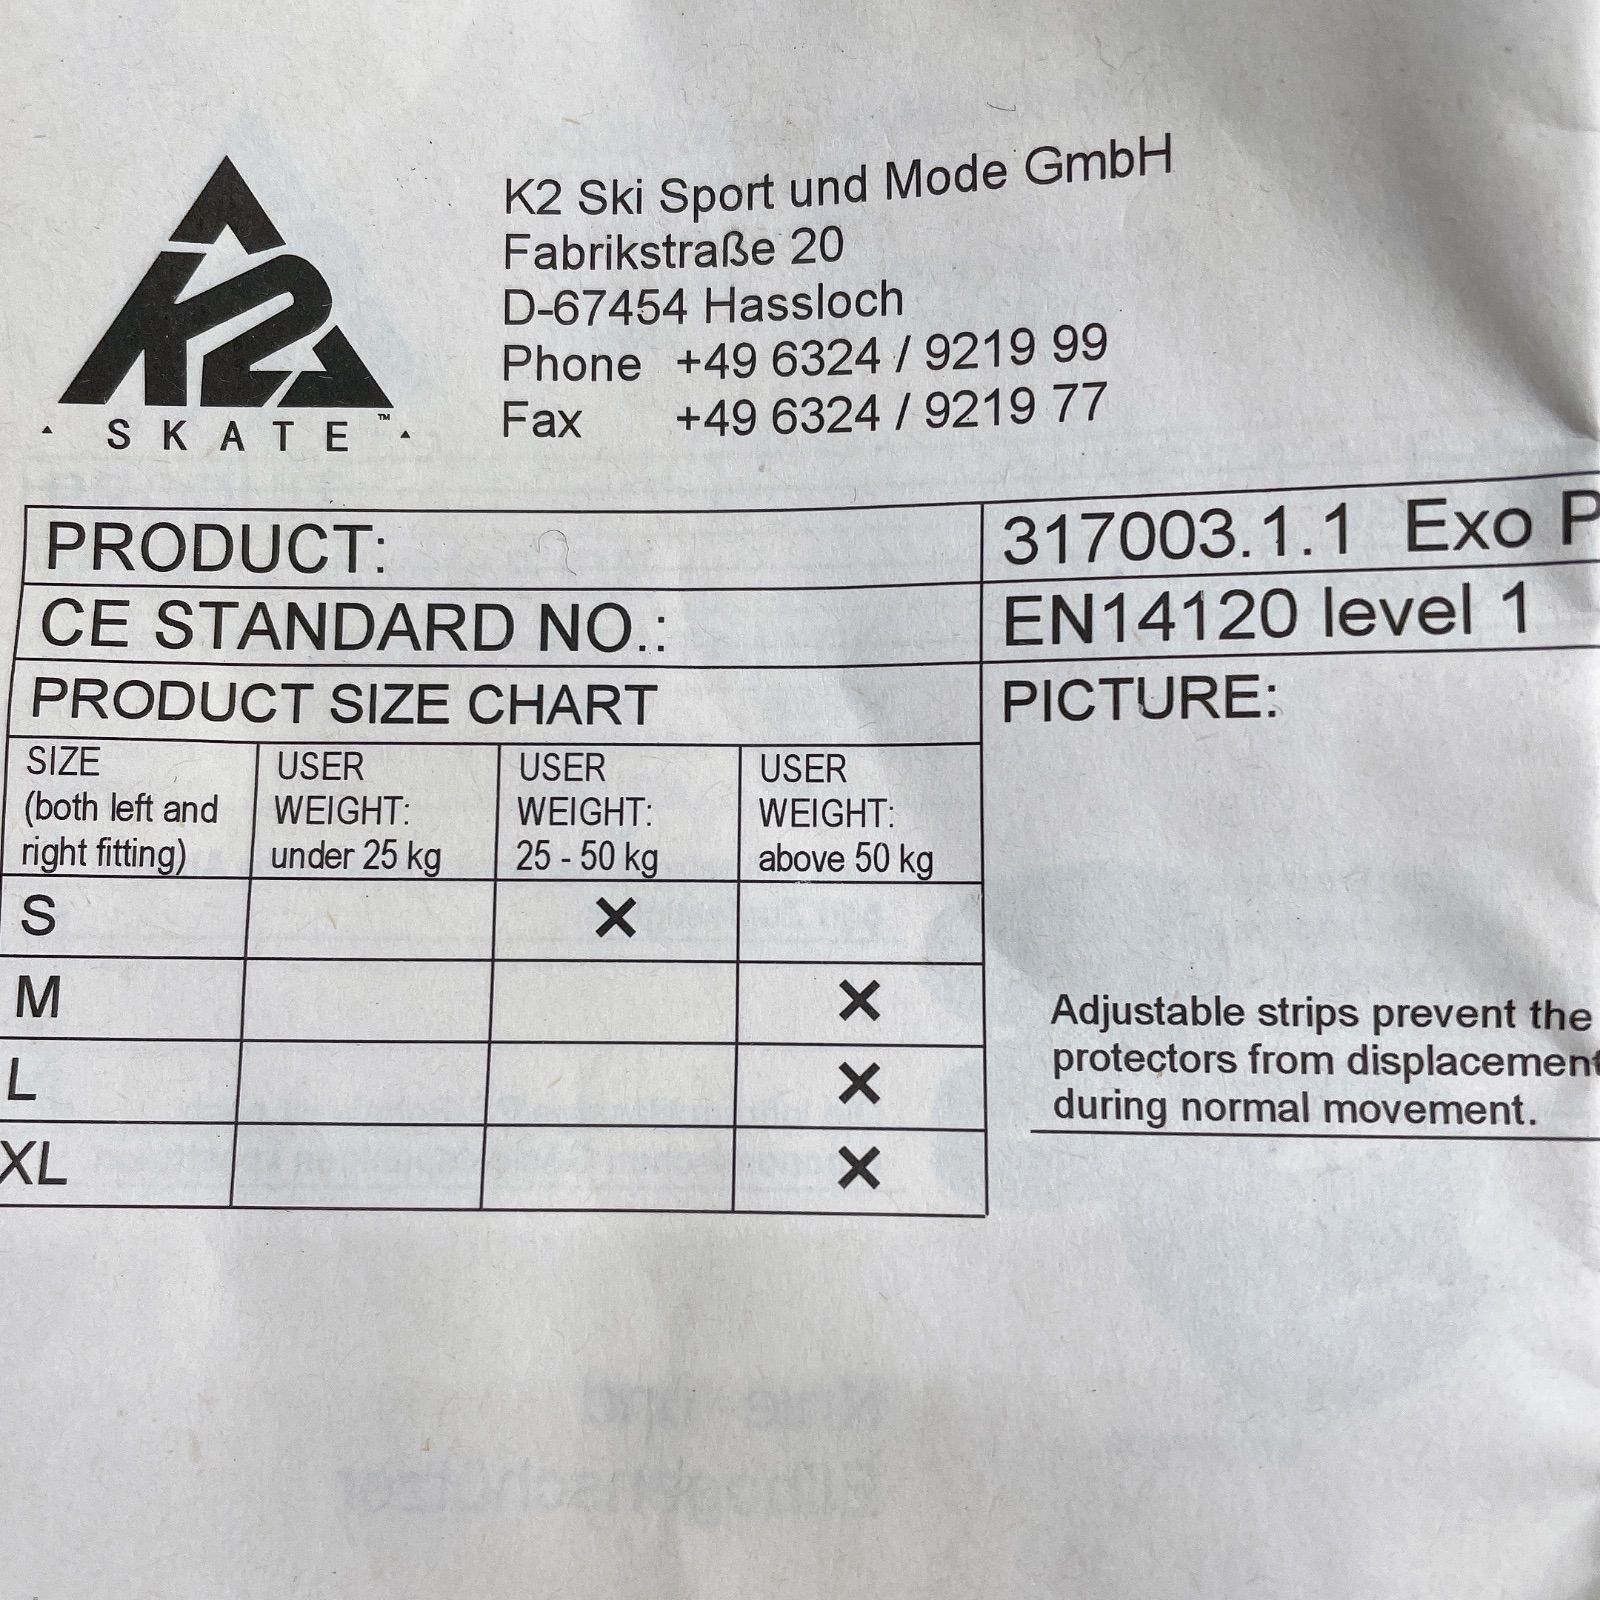 K2
SKATE™
K2 Ski Sport und Mode GmbH
Fabrikstraße 20
D-67454 Hassloch
Phone +49 6324 / 9219 99
Fax +49 6324 / 9219 77
PRODUCT: 317003.1.1 Exo P
CE STANDARD NO.: EN14120 level 1
PRODUCT SIZE CHART
PICTURE:
SIZE
(both left and
right fitting)
USER
WEIGHT:
under 25 kg
USER
WEIGHT:
25 - 50 kg
USER
WEIGHT:
above 50 kg
S ✕
M ✕
L ✕
XL ✕
Adjustable strips prevent the
protectors from displacement
during normal movement.